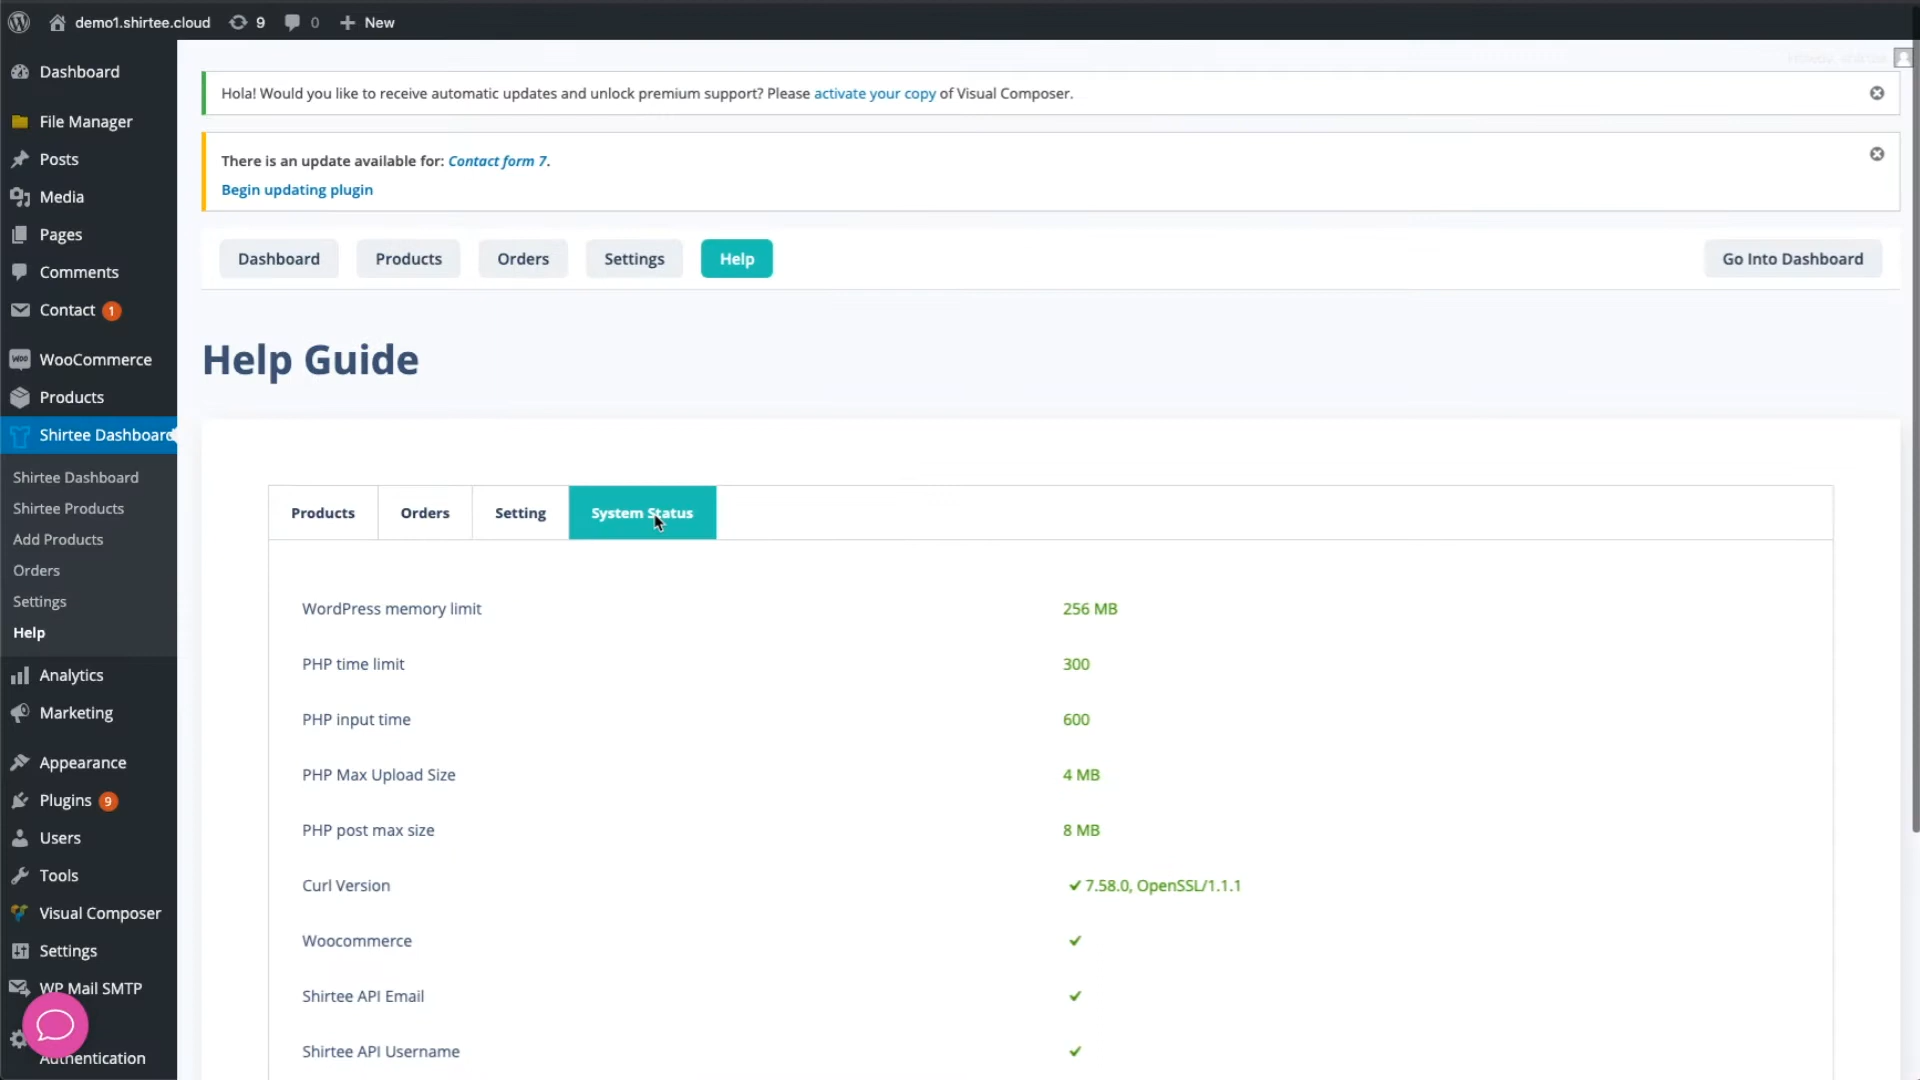 demo1.shirtee.cloud 9 0 New
Dashboard
File Manager
Posts
Media
Pages
Comments
Contact 1
WooCommerce
Products
Shirtee Dashboard
Shirtee Dashboard
Shirtee Products
Add Products
Orders
Settings
Help
Analytics
Marketing
Appearance
Plugins 9
Users
Tools
Visual Composer
Settings
WP Mail SMTP
Authentication
Hola! Would you like to receive automatic updates and unlock premium support? Please activate your copy of Visual Composer.
There is an update available for: Contact form 7.
Begin updating plugin
Dashboard Products Orders Settings Help Go Into Dashboard
Help Guide
Products Orders Setting System Status
WordPress memory limit 256 MB
PHP time limit 300
PHP input time 600
PHP Max Upload Size 4 MB
PHP post max size 8 MB
Curl Version ✔ 7.58.0, OpenSSL/1.1.1
Woocommerce ✔
Shirtee API Email ✔
Shirtee API Username ✔